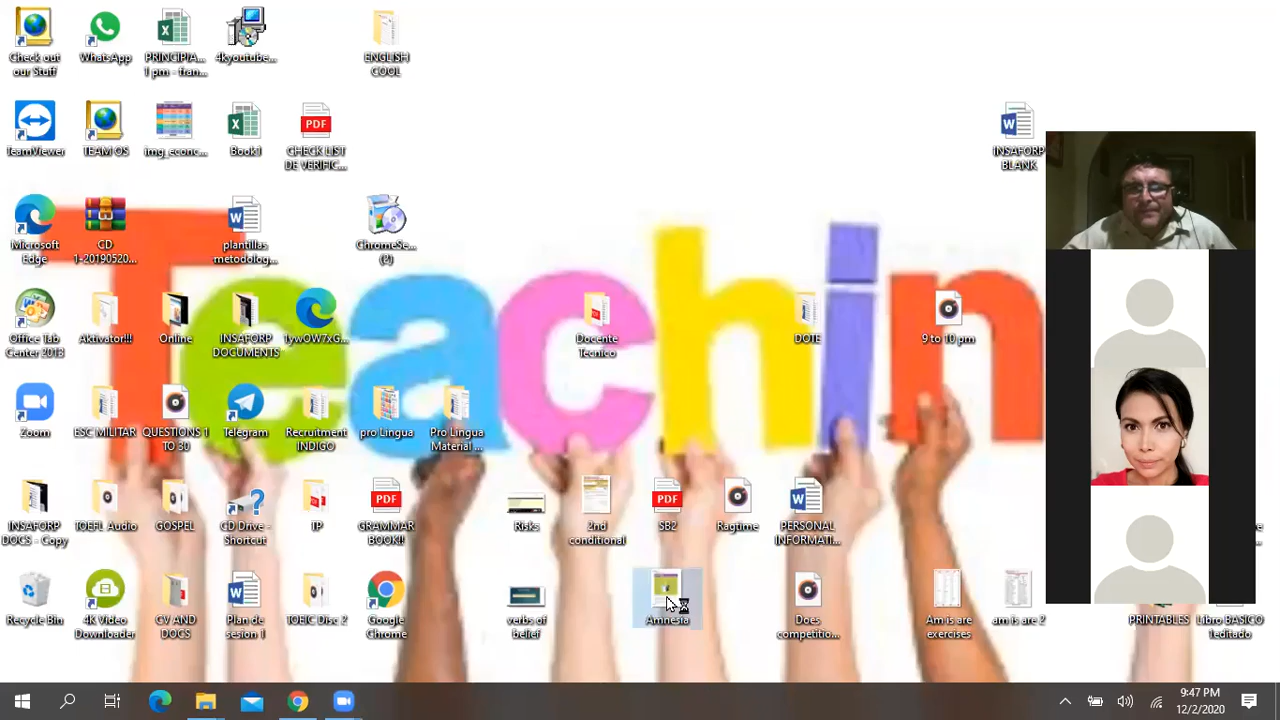 Check out
our Stuff
WhatsApp
PRINCIPIA...
1 pm - fran...
4kyoutube...
ENGLISH
COOL
TeamViewer
TEAM OS
img_econc...
Book1
PDF
CHECK LIST
DE VERIFIC...
INSAFORP
BLANK
Microsoft
Edge
CD
1-20190520...
plantillas
metodolog...
ChromeSe...
(2)
Teachin
Office Tab
Center 2013
Aktivator!!!
Online
INSAFORP
DOCUMENTS
1ywOW7xG...
Docente
Tecnico
DOTE
9 to 10 pm
Zoom
ESC MILITAR
QUESTIONS 1
TO 30
Telegram
Recruitment
INDIGO
pro Lingua
Pro Lingua
Material ...
INSAFORP
DOCS - Copy
TOEFL Audio
GOSPEL
CD Drive -
Shortcut
IP
PDF
GRAMMAR
BOOK!!
Risks
2nd
conditional
PDF
SB2
Ragtime
PERSONAL
INFORMATI...
Recycle Bin
4K Video
Downloader
CV AND
DOCS
Plan de
sesion 1
TOEIC Disc 2
Google
Chrome
verbs of
belief
Amnesia
Does
competitio...
Am is are
exercises
am is are 2
PRINTABLES
Libro BASICO
1editado
9:47 PM
12/2/2020